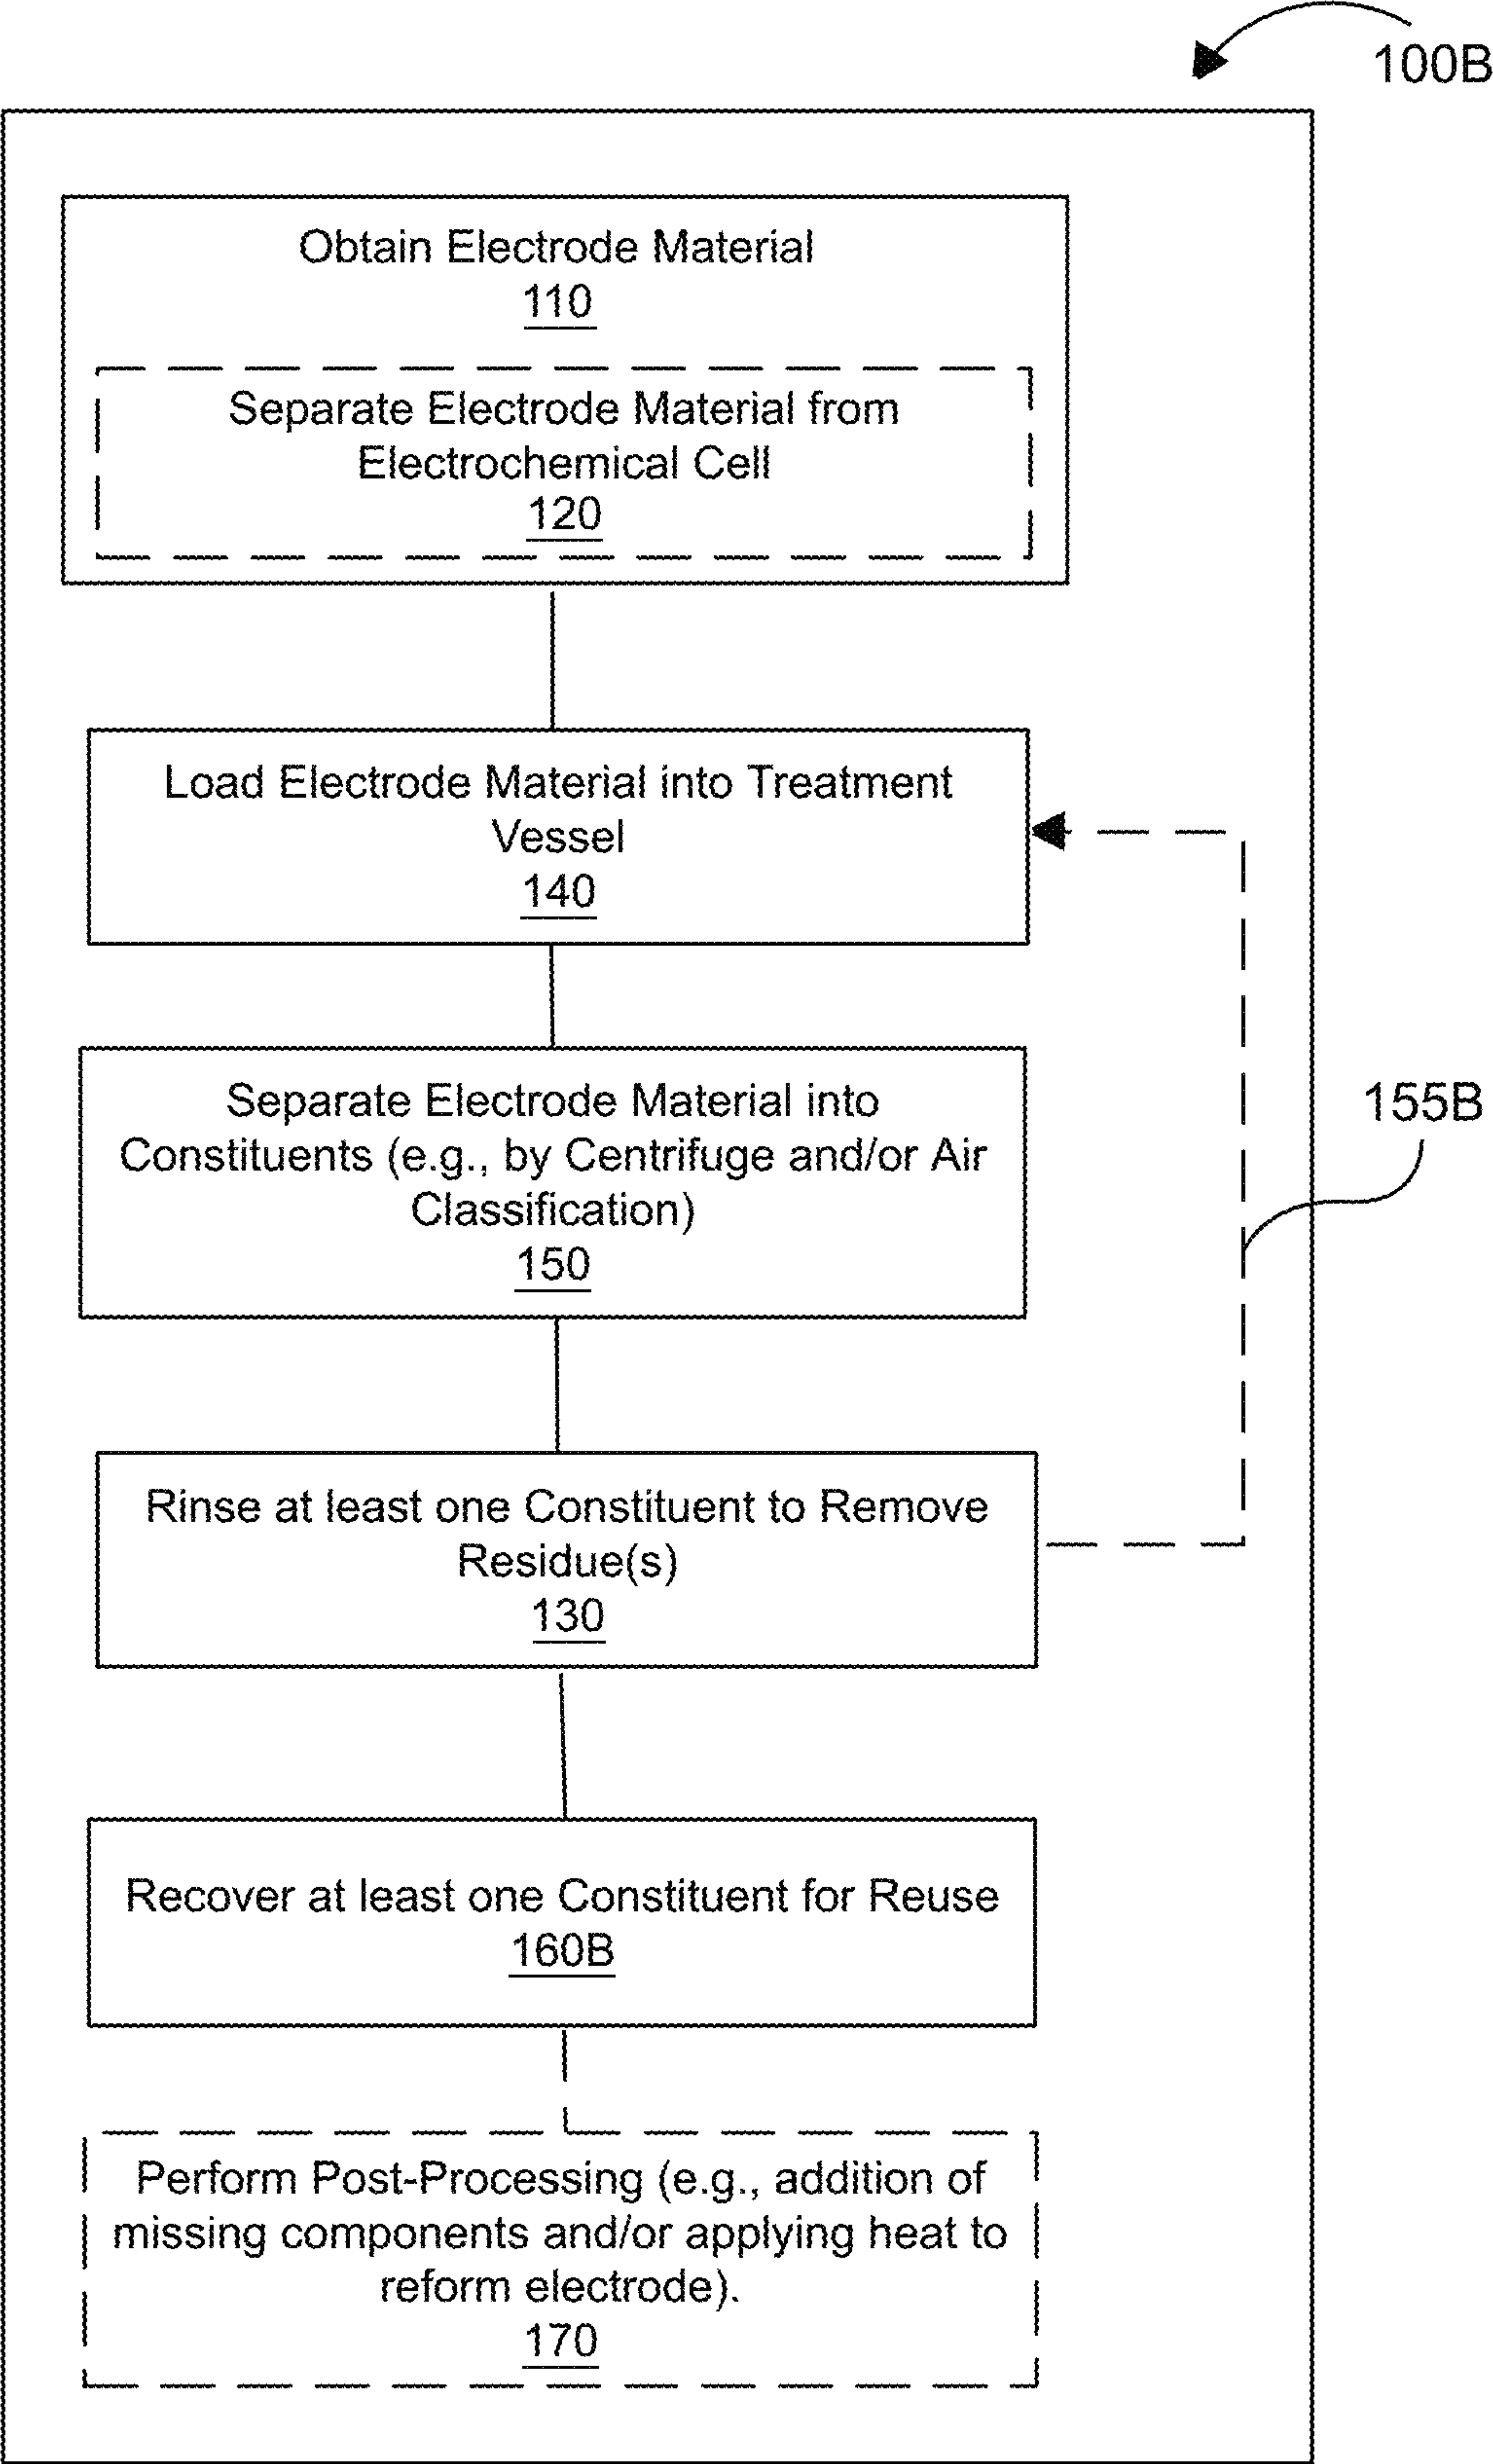 100B
Obtain Electrode Material
110
Separate Electrode Material from
Electrochemical Cell
120
Load Electrode Material into Treatment
Vessel
140
Separate Electrode Material into
Constituents (e.g., by Centrifuge and/or Air
Classification)
150
155B
Rinse at least one Constituent to Remove
Residue(s)
130
Recover at least one Constituent for Reuse
160B
Perform Post-Processing (e.g., addition of
missing components and/or applying heat to
reform electrode).
170